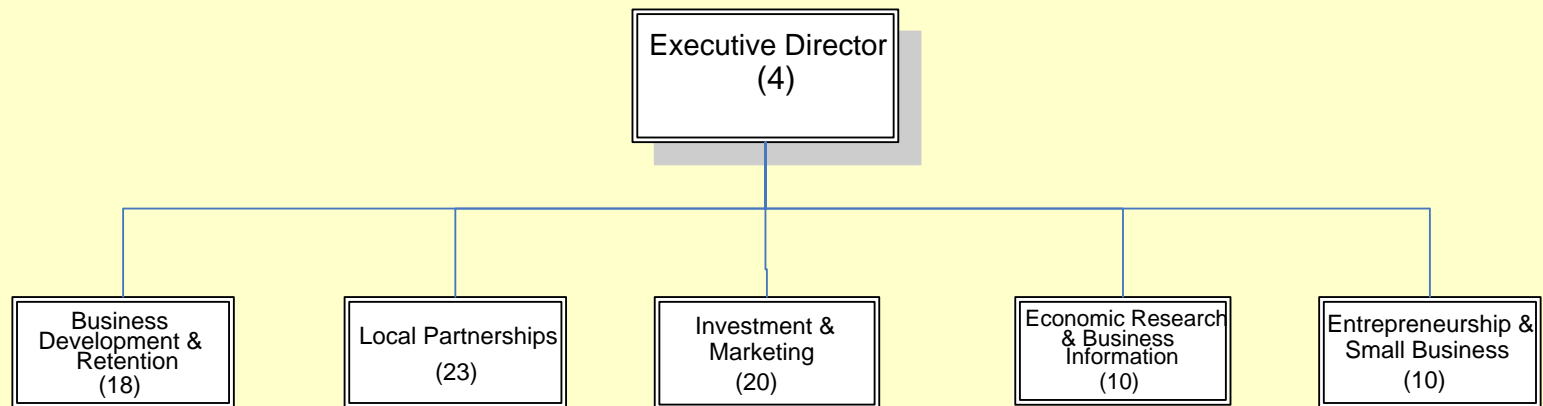 Executive Director
(4)
Business
Development &
Retention
(18)
Local Partnerships
(23)
Investment &
Marketing
(20)
Economic Research
& Business
Information
(10)
Entrepreneurship &
Small Business
(10)